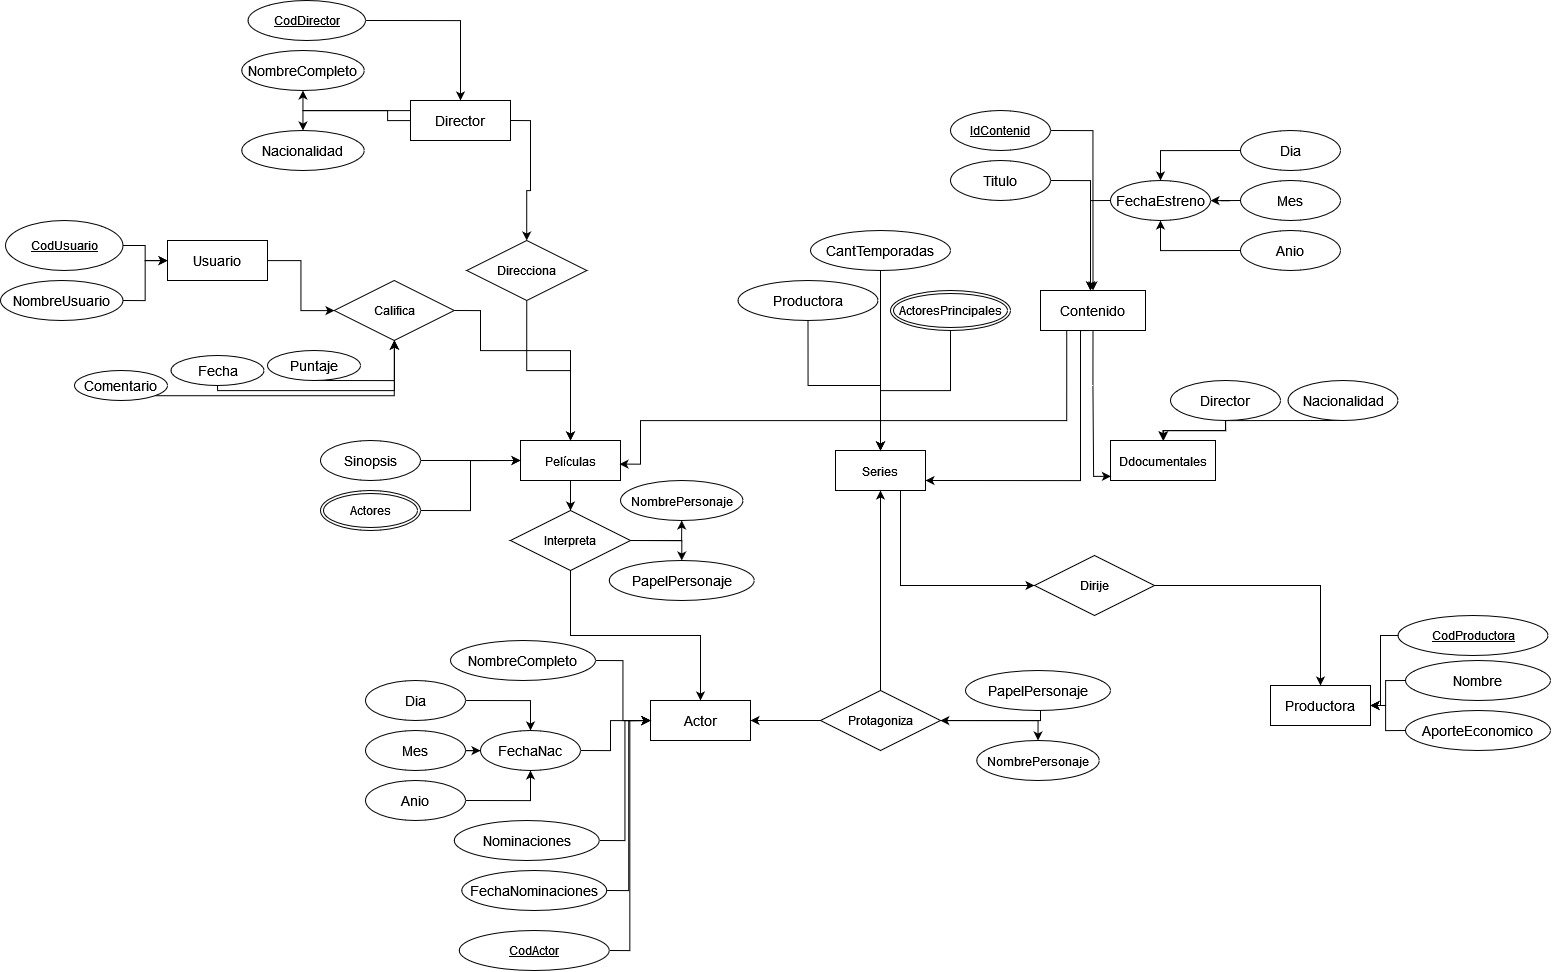 CodDirector
NombreCompleto
Director
Nacionalidad
IdContenid
Titulo
Dia
FechaEstreno
Mes
Anio
CodUsuario
Usuario
NombreUsuario
Direcciona
CantTemporadas
Productora
ActoresPrincipales
Contenido
Califica
Comentario
Fecha
Puntaje
Director
Nacionalidad
Sinopsis
Películas
Actores
Series
Ddocumentales
NombrePersonaje
Interpreta
PapelPersonaje
Dirije
NombreCompleto
Dia
Mes
FechaNac
Anio
Actor
Protagoniza
PapelPersonaje
NombrePersonaje
CodProductora
Nombre
Productora
AporteEconomico
Nominaciones
FechaNominaciones
CodActor